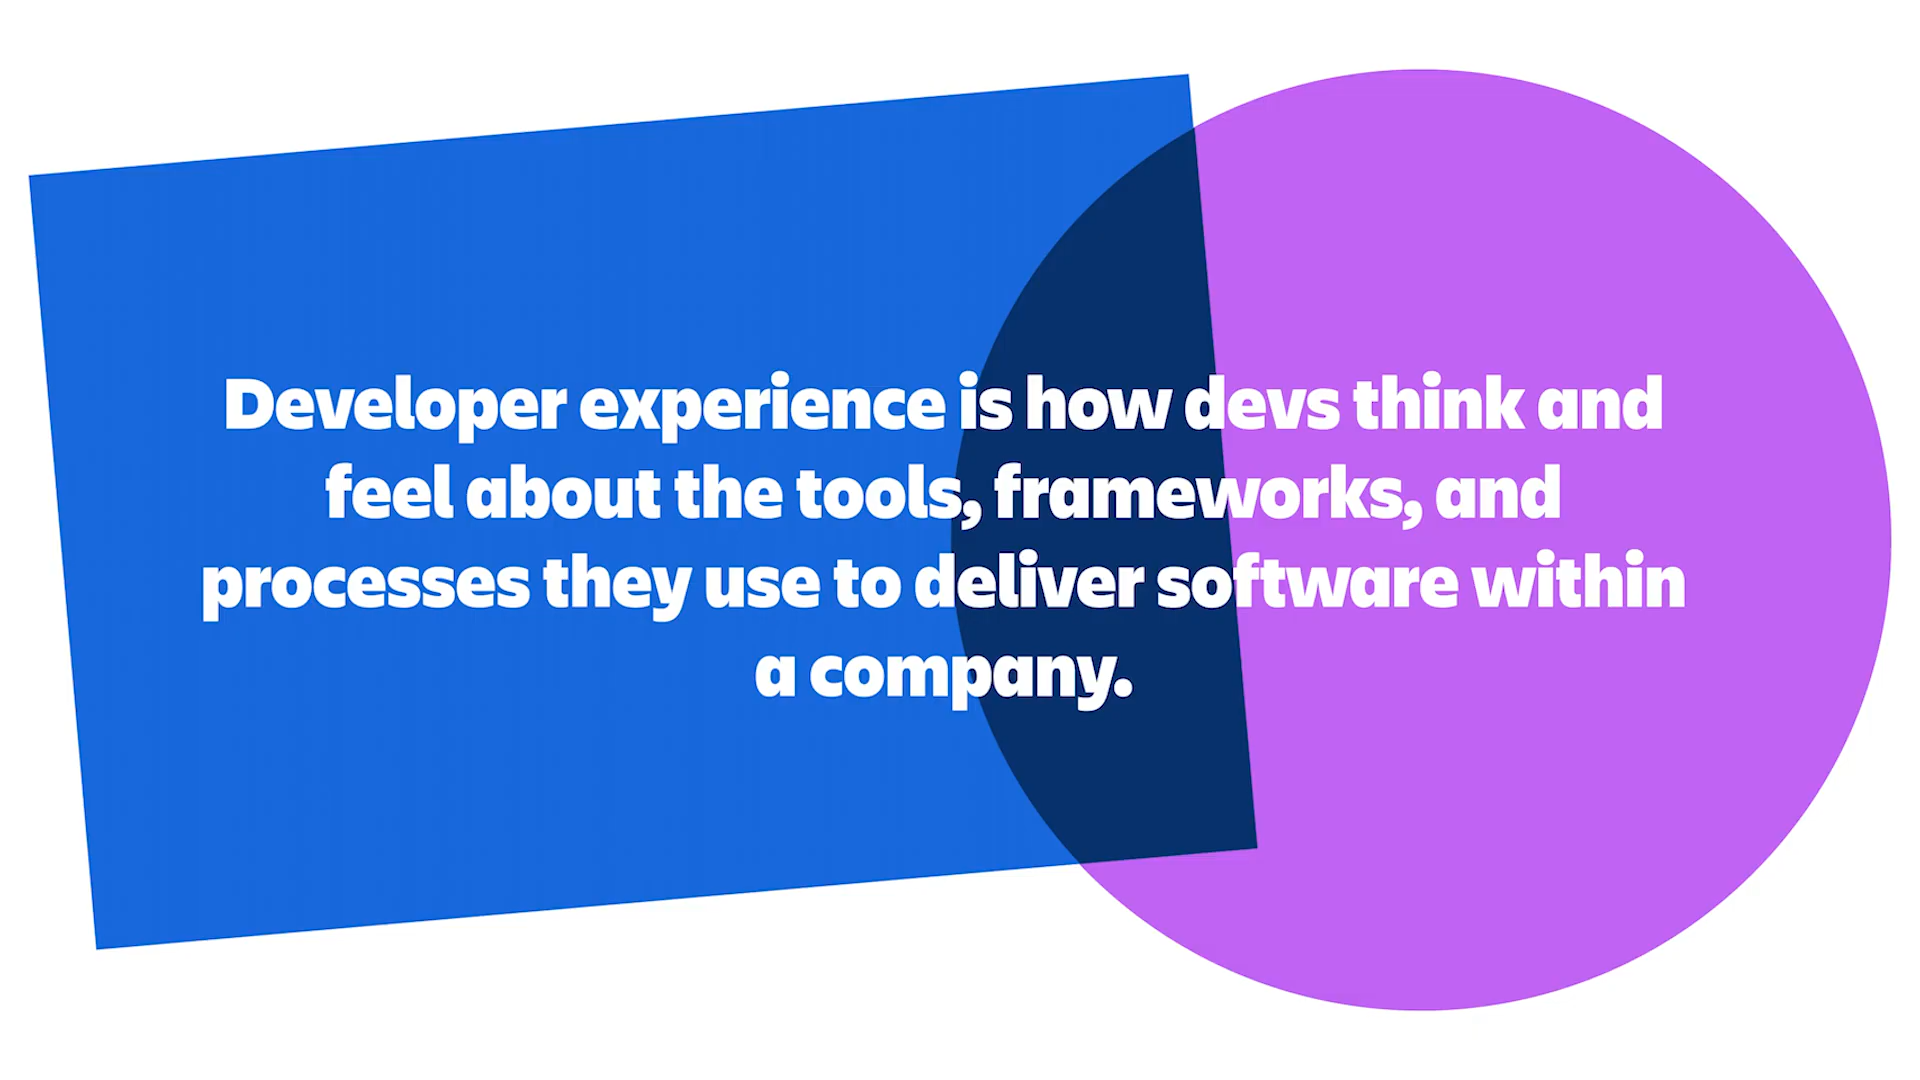 Developer experience is how devs think and
feel about the tools, frameworks, and
processes they use to deliver software within
a company.